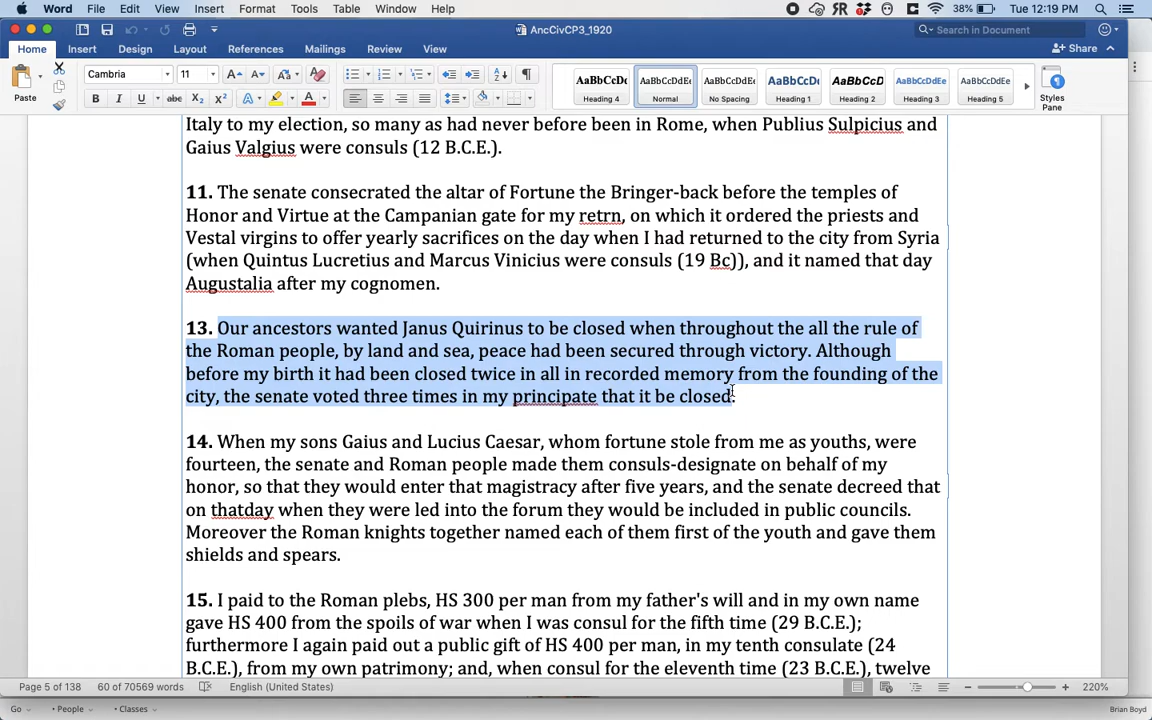 Word File Edit View Insert Format Tools Table Window Help 38% Tue 12:19 PM
AncCivCP3_1920 Search in Document
Home Insert Design Layout References Mailings Review View Share
Paste Cambria 11 AaBbCcDc AaBbCcDdEe AaBbCcDdEe AaBbCcDc AaBbCcD AaBbCcDdEe AaBbCcDdEe Styles Pane
B I U abc X2 X2 A A Heading 4 Normal No Spacing Heading 1 Heading 2 Heading 3 Heading 5
Italy to my election, so many as had never before been in Rome, when Publius Sulpicius and
Gaius Valgius were consuls (12 B.C.E.).
11. The senate consecrated the altar of Fortune the Bringer-back before the temples of
Honor and Virtue at the Campanian gate for my retrn, on which it ordered the priests and
Vestal virgins to offer yearly sacrifices on the day when I had returned to the city from Syria
(when Quintus Lucretius and Marcus Vinicius were consuls (19 Bc)), and it named that day
Augustalia after my cognomen.
13. Our ancestors wanted Janus Quirinus to be closed when throughout the all the rule of
the Roman people, by land and sea, peace had been secured through victory. Although
before my birth it had been closed twice in all in recorded memory from the founding of the
city, the senate voted three times in my principate that it be closed.
14. When my sons Gaius and Lucius Caesar, whom fortune stole from me as youths, were
fourteen, the senate and Roman people made them consuls-designate on behalf of my
honor, so that they would enter that magistracy after five years, and the senate decreed that
on thatday when they were led into the forum they would be included in public councils.
Moreover the Roman knights together named each of them first of the youth and gave them
shields and spears.
15. I paid to the Roman plebs, HS 300 per man from my father's will and in my own name
gave HS 400 from the spoils of war when I was consul for the fifth time (29 B.C.E.);
furthermore I again paid out a public gift of HS 400 per man, in my tenth consulate (24
B.C.E.), from my own patrimony; and, when consul for the eleventh time (23 B.C.E.), twelve
Page 5 of 138 60 of 70569 words English (United States) 220%
Go • People • Classes Brian Boyd